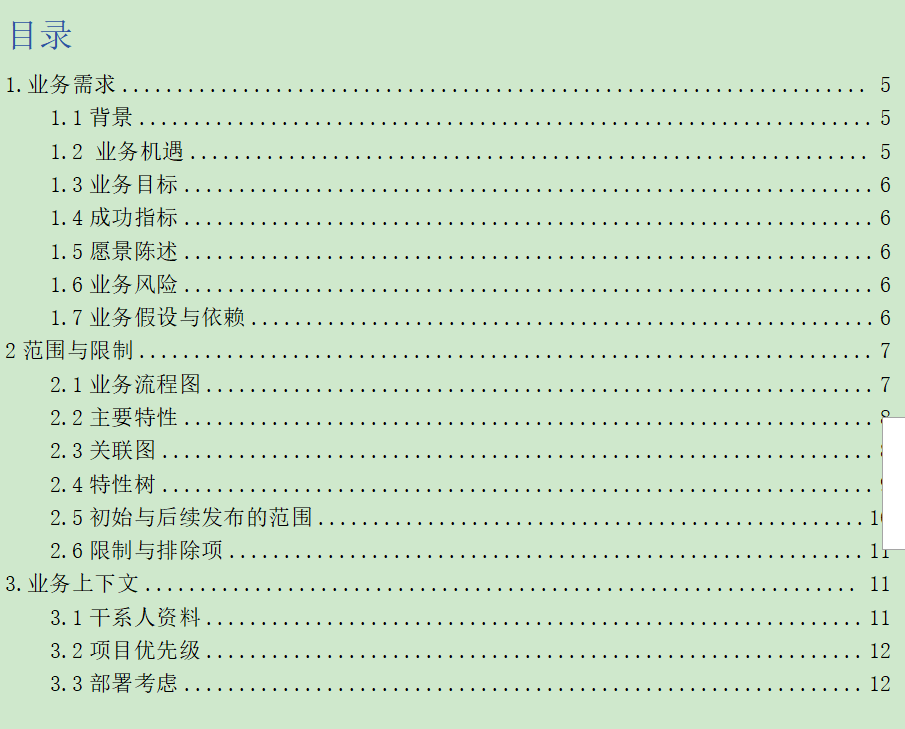 目录
1.业务需求........................................................................ 5
1.1背景........................................................................ 5
1.2 业务机遇.................................................................. 5
1.3业务目标.................................................................... 6
1.4成功指标.................................................................... 6
1.5愿景陈述.................................................................... 6
1.6业务风险.................................................................... 6
1.7业务假设与依赖.............................................................. 6
2范围与限制...................................................................... 7
2.1业务流程图.................................................................. 7
2.2主要特性....................................................................
2.3关联图......................................................................
2.4特性树......................................................................
2.5初始与后续发布的范围........................................................
2.6限制与排除项................................................................ 11
3.业务上下文...................................................................... 11
3.1干系人资料.................................................................. 11
3.2项目优先级.................................................................. 12
3.3部署考虑.................................................................... 12